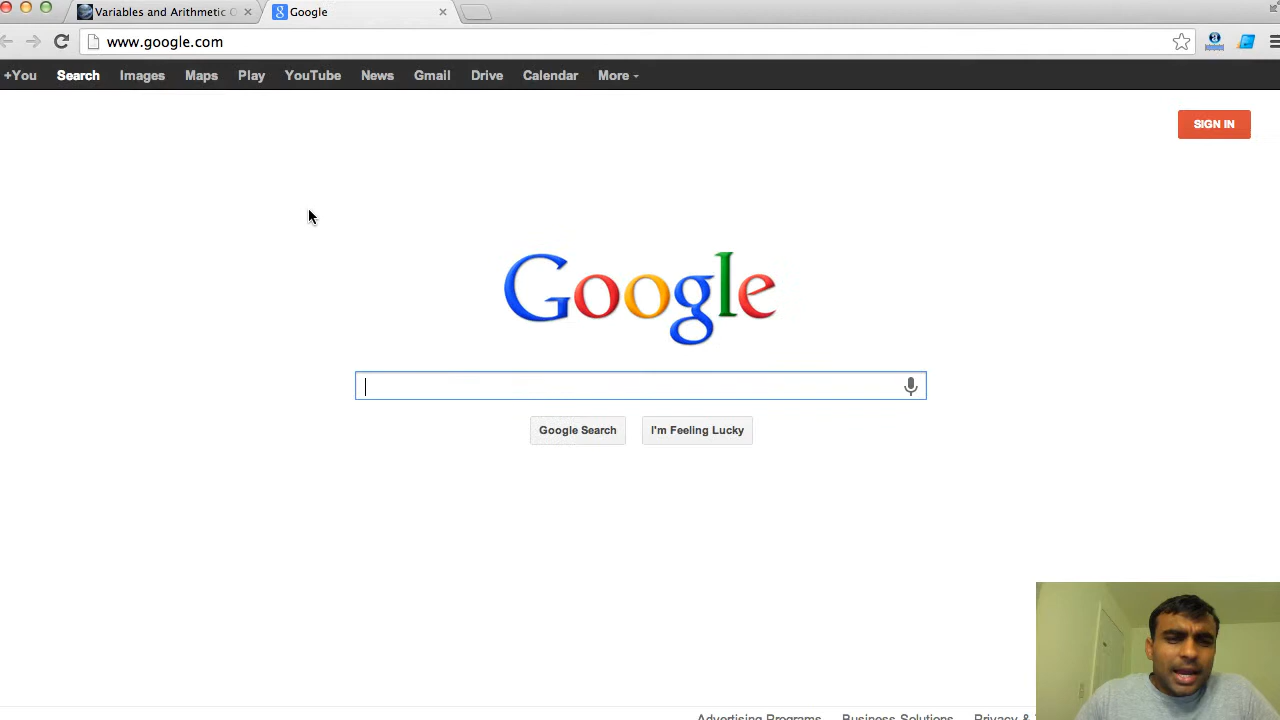 Variables and Arithmetic
Google
www.google.com
+You Search Images Maps Play YouTube News Gmail Drive Calendar More
SIGN IN
Google
Google Search I'm Feeling Lucky
Advertising Programs Business Solutions Privacy &